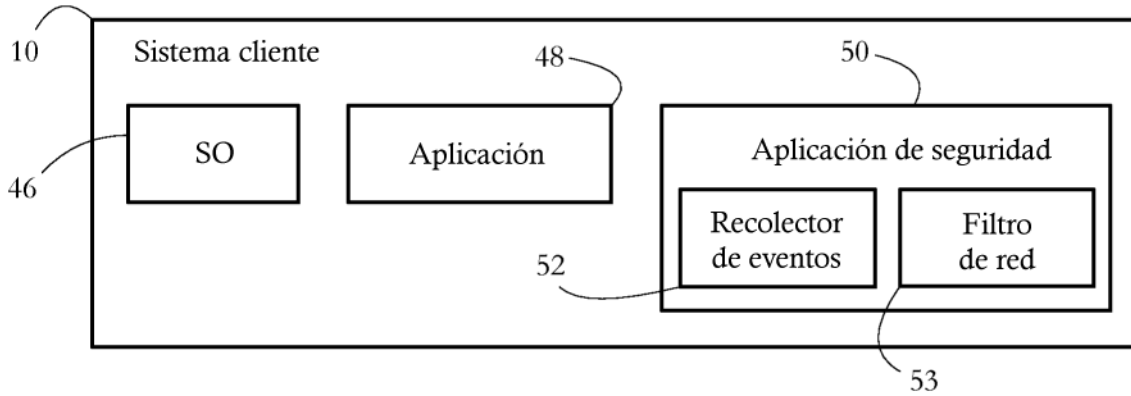 10
Sistema cliente
48
50
SO
Aplicación
Aplicación de seguridad
46
Recolector
de eventos
Filtro
de red
52
53